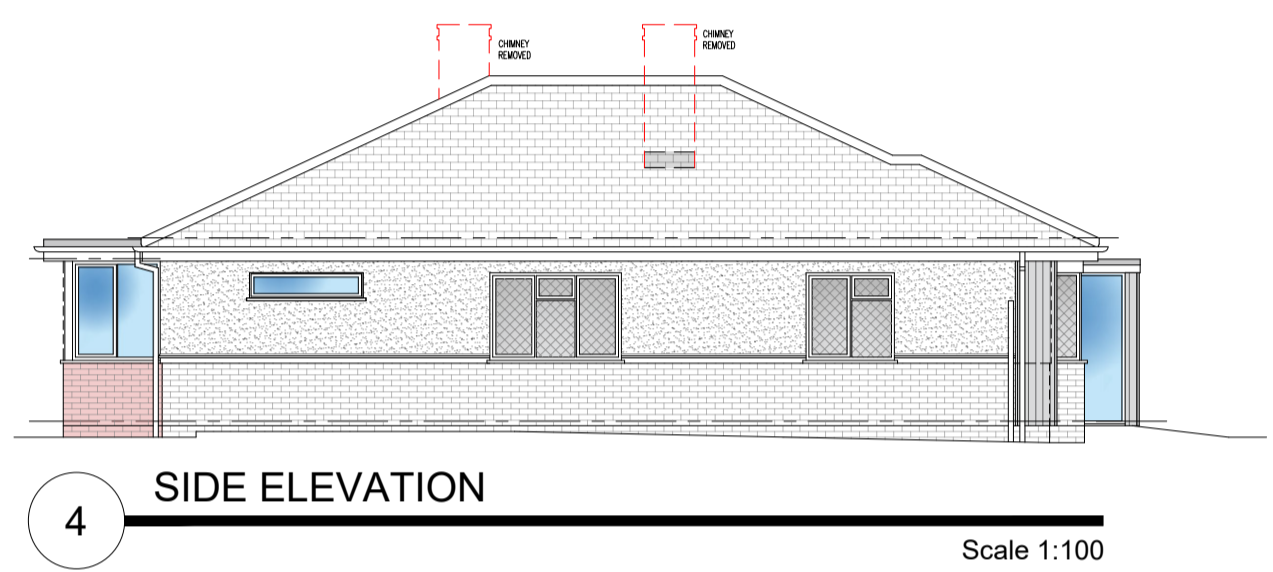 CHIMNEY
REMOVED
CHIMNEY
REMOVED
4
SIDE ELEVATION
Scale 1:100